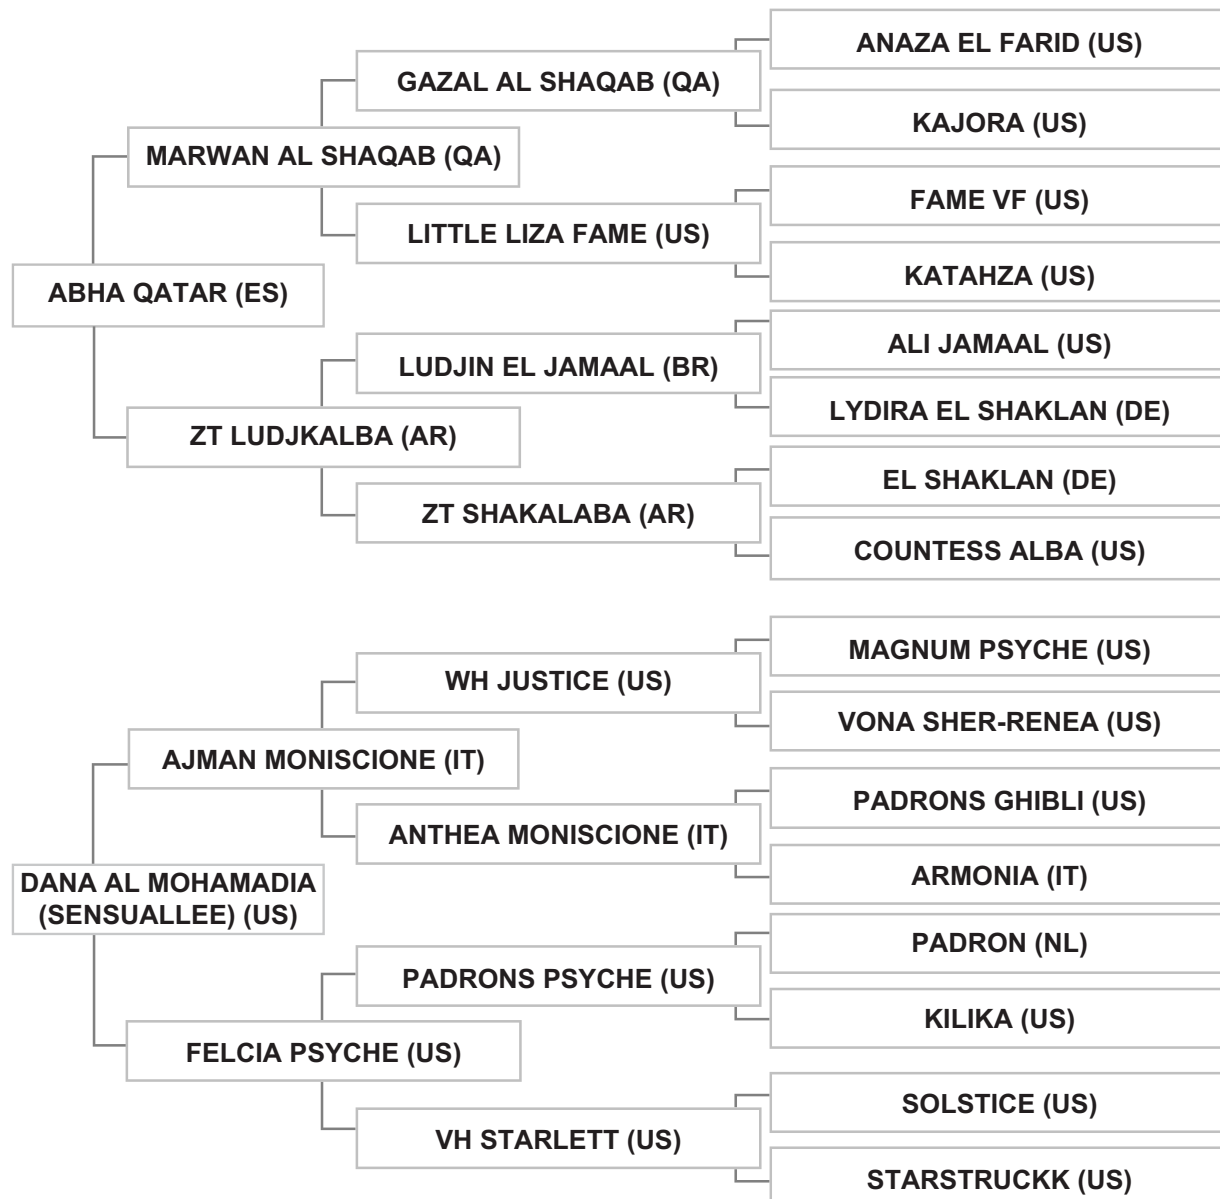 ANAZA EL FARID (US)
GAZAL AL SHAQAB (QA)
KAJORA (US)
MARWAN AL SHAQAB (QA)
FAME VF (US)
LITTLE LIZA FAME (US)
KATAHZA (US)
ABHA QATAR (ES)
ALI JAMAAL (US)
LUDJIN EL JAMAAL (BR)
LYDIRA EL SHAKLAN (DE)
ZT LUDJKALBA (AR)
EL SHAKLAN (DE)
ZT SHAKALABA (AR)
COUNTESS ALBA (US)
MAGNUM PSYCHE (US)
WH JUSTICE (US)
VONA SHER-RENEA (US)
AJMAN MONISCIONE (IT)
PADRONS GHIBLI (US)
ANTHEA MONISCIONE (IT)
ARMONIA (IT)
DANA AL MOHAMADIA
(SENSUALLEE) (US)
PADRON (NL)
PADRONS PSYCHE (US)
KILIKA (US)
FELCIA PSYCHE (US)
SOLSTICE (US)
VH STARLETT (US)
STARSTRUCKK (US)